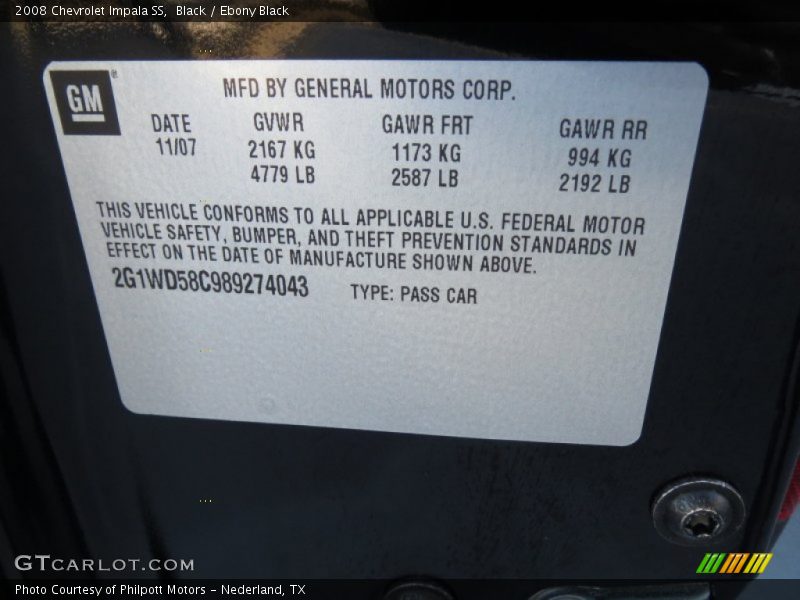 2008 Chevrolet Impala SS, Black / Ebony Black
GM
®
MFD BY GENERAL MOTORS CORP.
DATE GVWR GAWR FRT GAWR RR
11/07 2167 KG 1173 KG 994 KG
4779 LB 2587 LB 2192 LB
THIS VEHICLE CONFORMS TO ALL APPLICABLE U.S. FEDERAL MOTOR
VEHICLE SAFETY, BUMPER, AND THEFT PREVENTION STANDARDS IN
EFFECT ON THE DATE OF MANUFACTURE SHOWN ABOVE.
2G1WD58C989274043 TYPE: PASS CAR
GTCARLOT.COM
Photo Courtesy of Philpott Motors - Nederland, TX